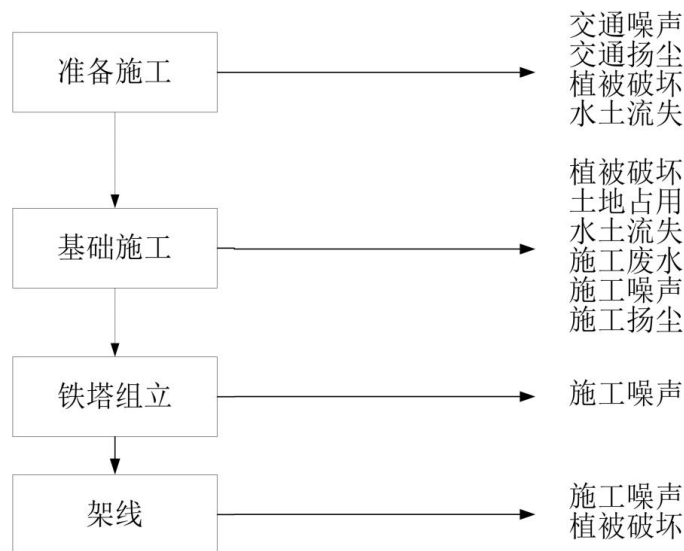 准备施工
交通噪声
交通扬尘
植被破坏
水土流失
基础施工
植被破坏
土地占用
水土流失
施工废水
施工噪声
施工扬尘
铁塔组立
施工噪声
架线
施工噪声
植被破坏